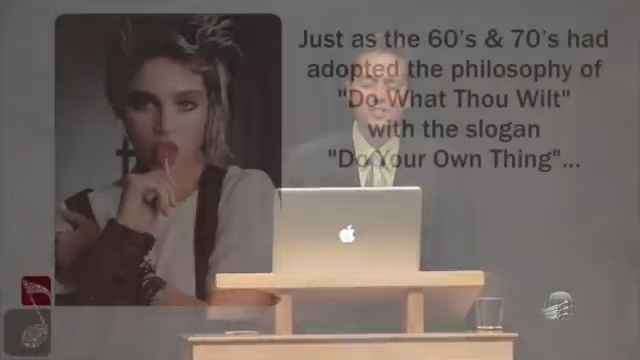 Just as the 60's & 70's had
adopted the philosophy of
"Do What Thou Wilt"
with the slogan
"Do Your Own Thing"...